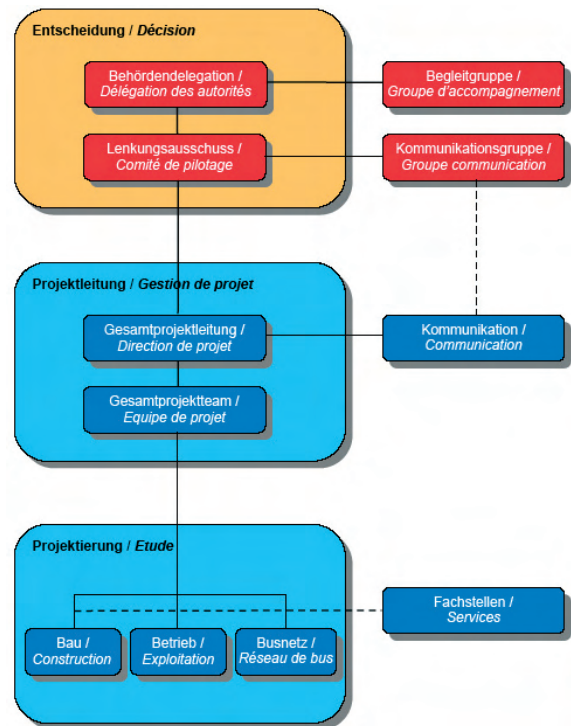 Entscheidung / Décision
Behördendelegation /
Délégation des autorités
Begleitgruppe /
Groupe d'accompagnement
Lenkungsausschuss /
Comité de pilotage
Kommunikationsgruppe /
Groupe communication
Projektleitung / Gestion de projet
Gesamtprojektleitung /
Direction de projet
Kommunikation /
Communication
Gesamtprojektteam /
Equipe de projet
Projektierung / Etude
Fachstellen /
Services
Bau /
Construction
Betrieb /
Exploitation
Busnetz /
Réseau de bus